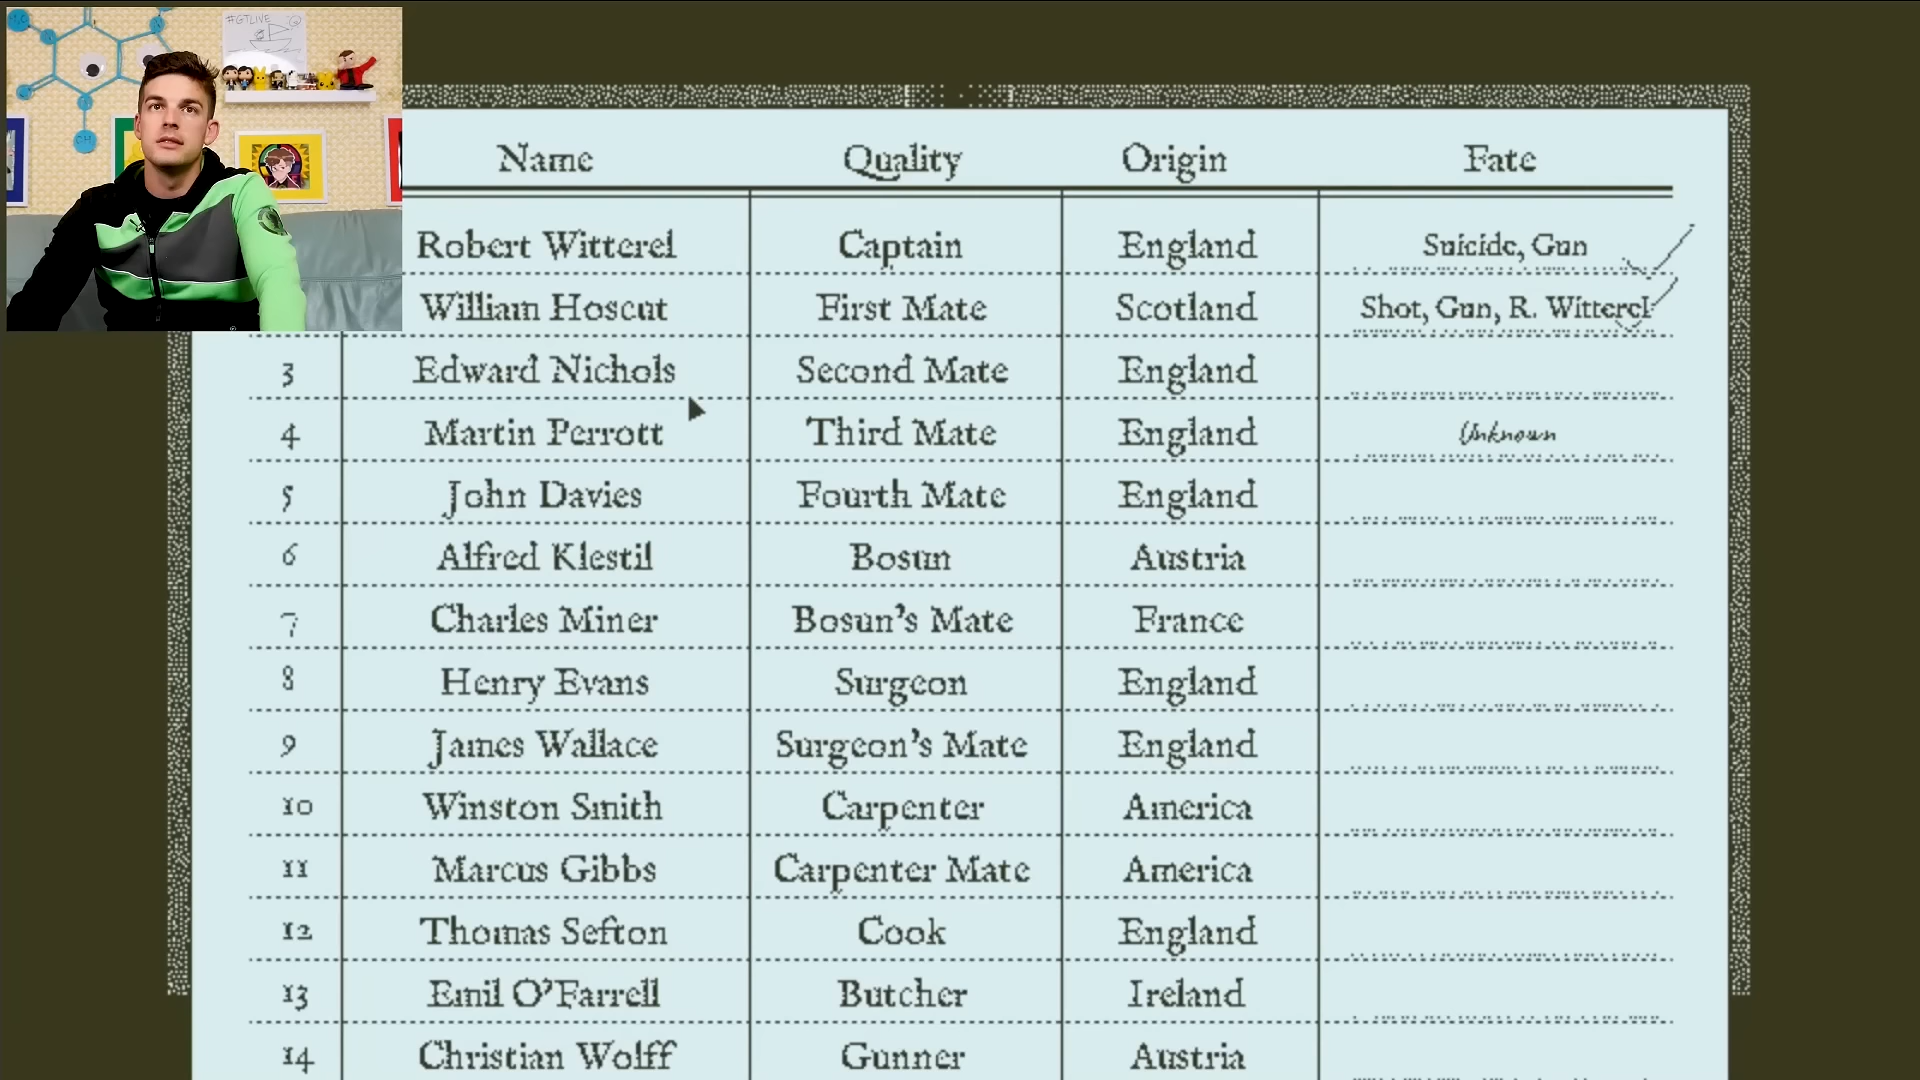 #GTLIVE
OH
Name Quality Origin Fate
Robert Witterel Captain England Suicide, Gun
William Hoscut First Mate Scotland Shot, Gun, R. Witterel
3 Edward Nichols Second Mate England
4 Martin Perrott Third Mate England Unknown
5 John Davies Fourth Mate England
6 Alfred Klestil Bosun Austria
7 Charles Miner Bosun's Mate France
8 Henry Evans Surgeon England
9 James Wallace Surgeon's Mate England
10 Winston Smith Carpenter America
11 Marcus Gibbs Carpenter Mate America
12 Thomas Sefton Cook England
13 Emil O'Farrell Butcher Ireland
14 Christian Wolff Gunner Austria